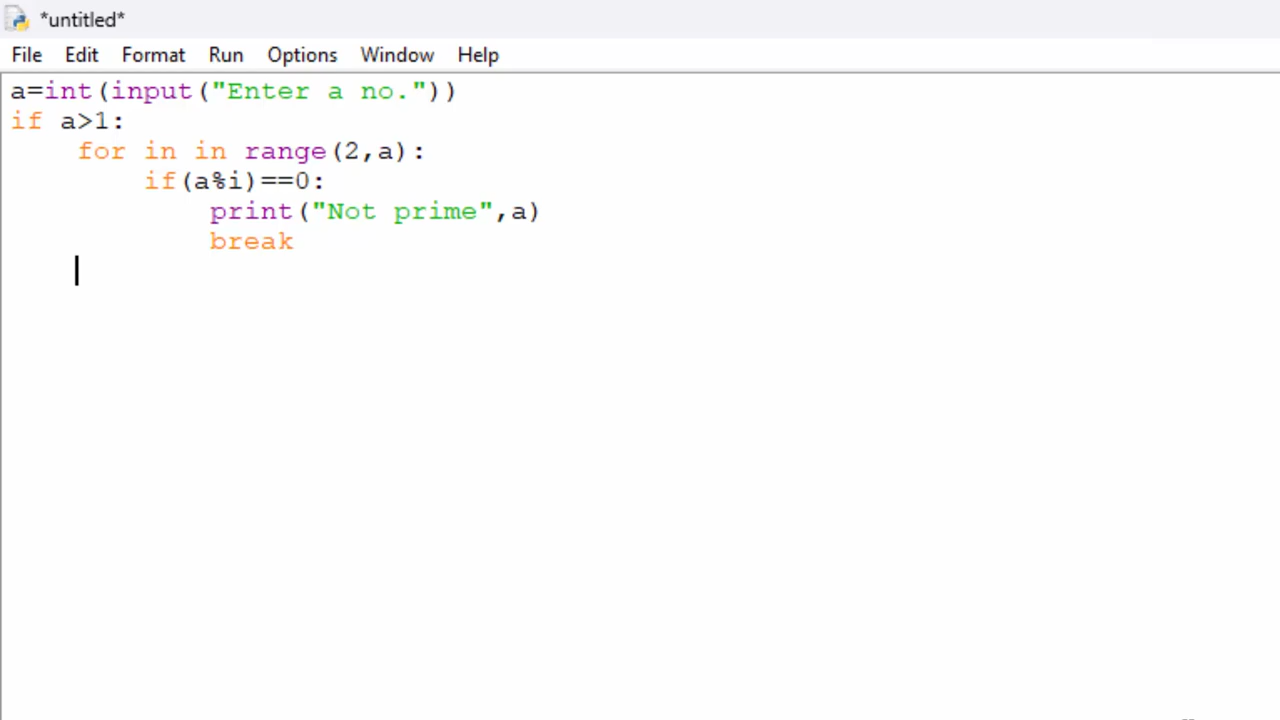 *untitled*
File Edit Format Run Options Window Help
a=int(input("Enter a no."))
if a>1:
    for in in range(2,a):
        if(a%i)==0:
            print("Not prime",a)
            break